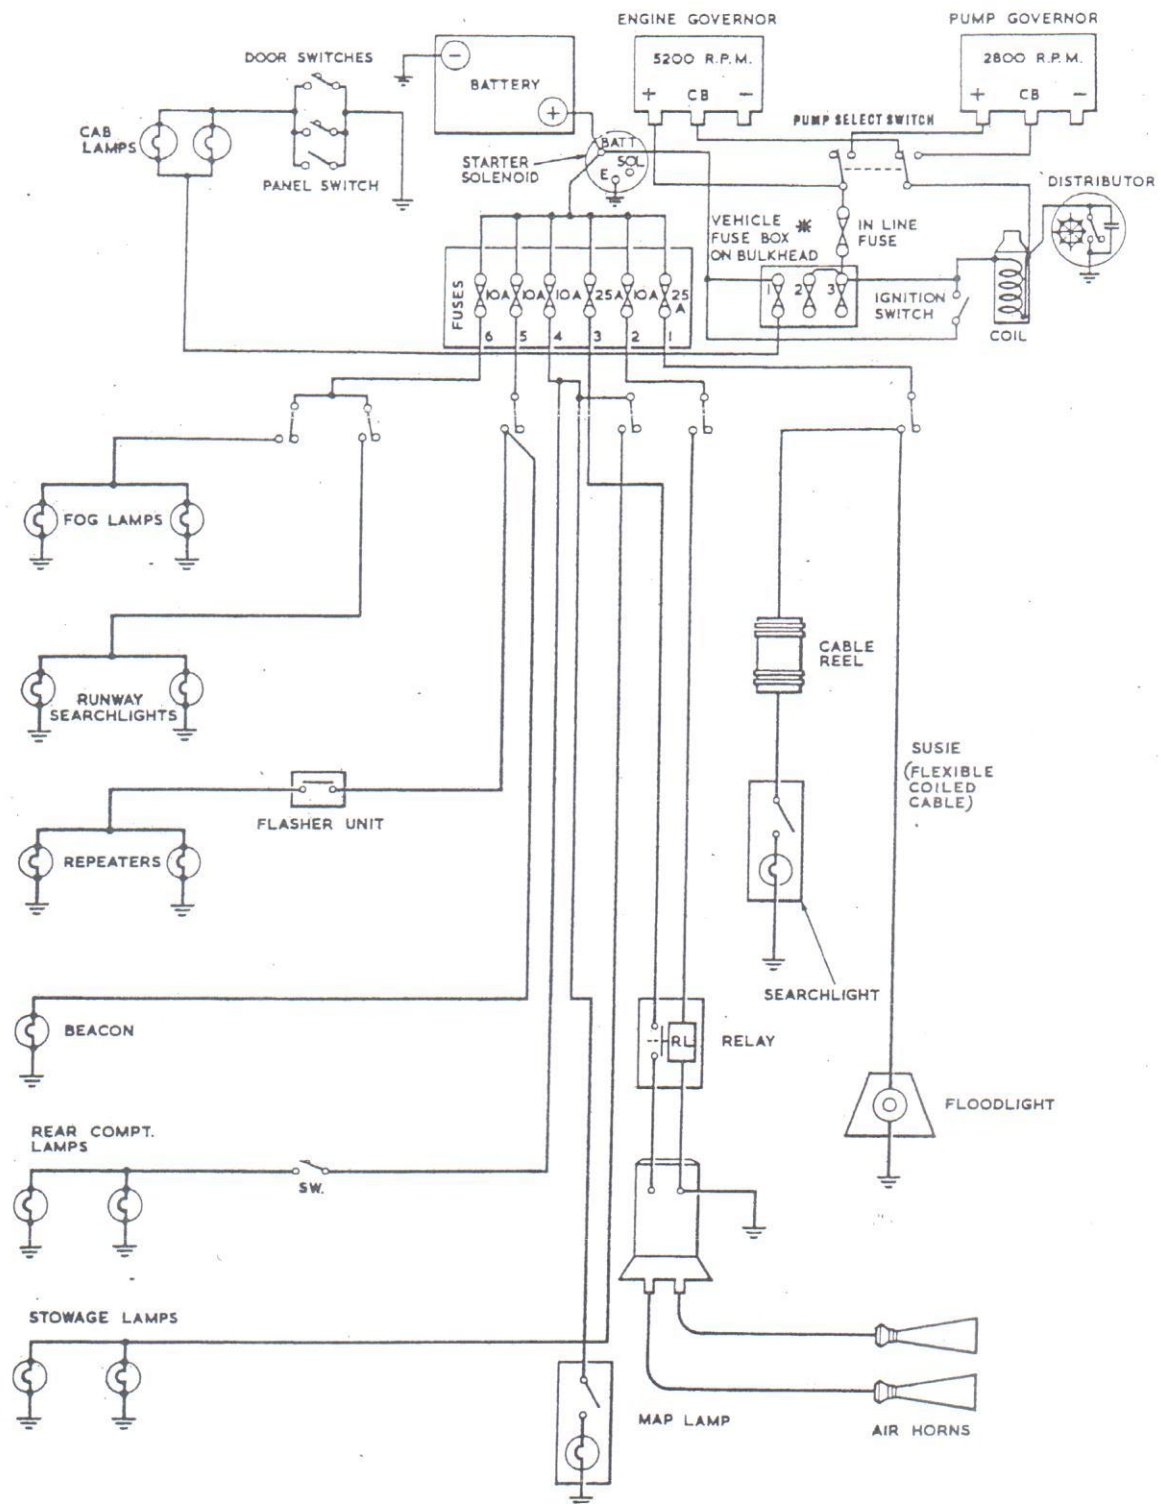 ENGINE GOVERNOR
PUMP GOVERNOR
DOOR SWITCHES
5200 R.P.M.
2800 R.P.M.
−
BATTERY
+ CB −
+ CB −
+
PUMP SELECT SWITCH
CAB
LAMPS
BATT
SOL
E
STARTER
SOLENOID
PANEL SWITCH
DISTRIBUTOR
VEHICLE ✳
FUSE BOX
ON BULKHEAD
IN LINE
FUSE
FUSES
10A 10A 10A 25A 10A 25
A
6 5 4 3 2 1
1 2 3
IGNITION
SWITCH
COIL
FOG LAMPS
CABLE
REEL
RUNWAY
SEARCHLIGHTS
SUSIE
(FLEXIBLE
COILED
CABLE)
FLASHER UNIT
REPEATERS
SEARCHLIGHT
BEACON
RL
RELAY
FLOODLIGHT
REAR COMPT.
LAMPS
SW.
STOWAGE LAMPS
MAP LAMP
AIR HORNS